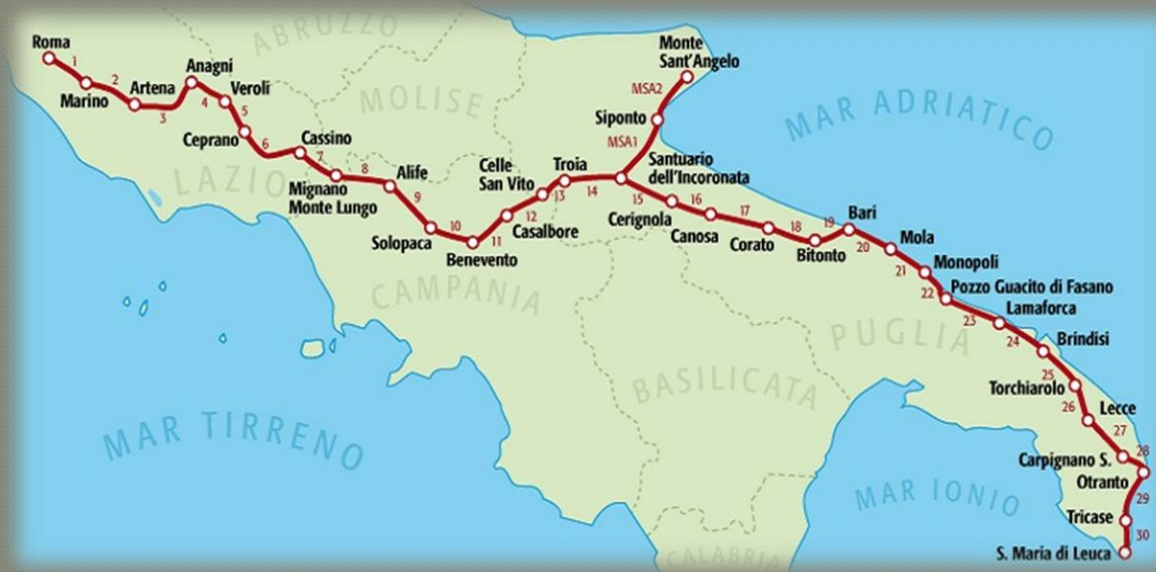 Roma
1
Marino
2
Artena
3
Anagni
4
Veroli
5
Ceprano
6
Cassino
7
Mignano
Monte Lungo
8
Alife
9
Solopaca
10
Benevento
11
Casalbore
12
Celle
San Vito
13
Troia
14
Santuario
dell'Incoronata
MSA1
Siponto
MSA2
Monte
Sant'Angelo
15
Cerignola
16
Canosa
17
Corato
18
Bitonto
19
Bari
20
Mola
21
Monopoli
22
Pozzo Guacito di Fasano
23
Lamaforca
24
Brindisi
25
Torchiarolo
26
Lecce
27
Carpignano S.
28
Otranto
29
Tricase
30
S. Maria di Leuca
ABRUZZO
MOLISE
LAZIO
CAMPANIA
PUGLIA
BASILICATA
CALABRIA
MAR ADRIATICO
MAR TIRRENO
MAR IONIO